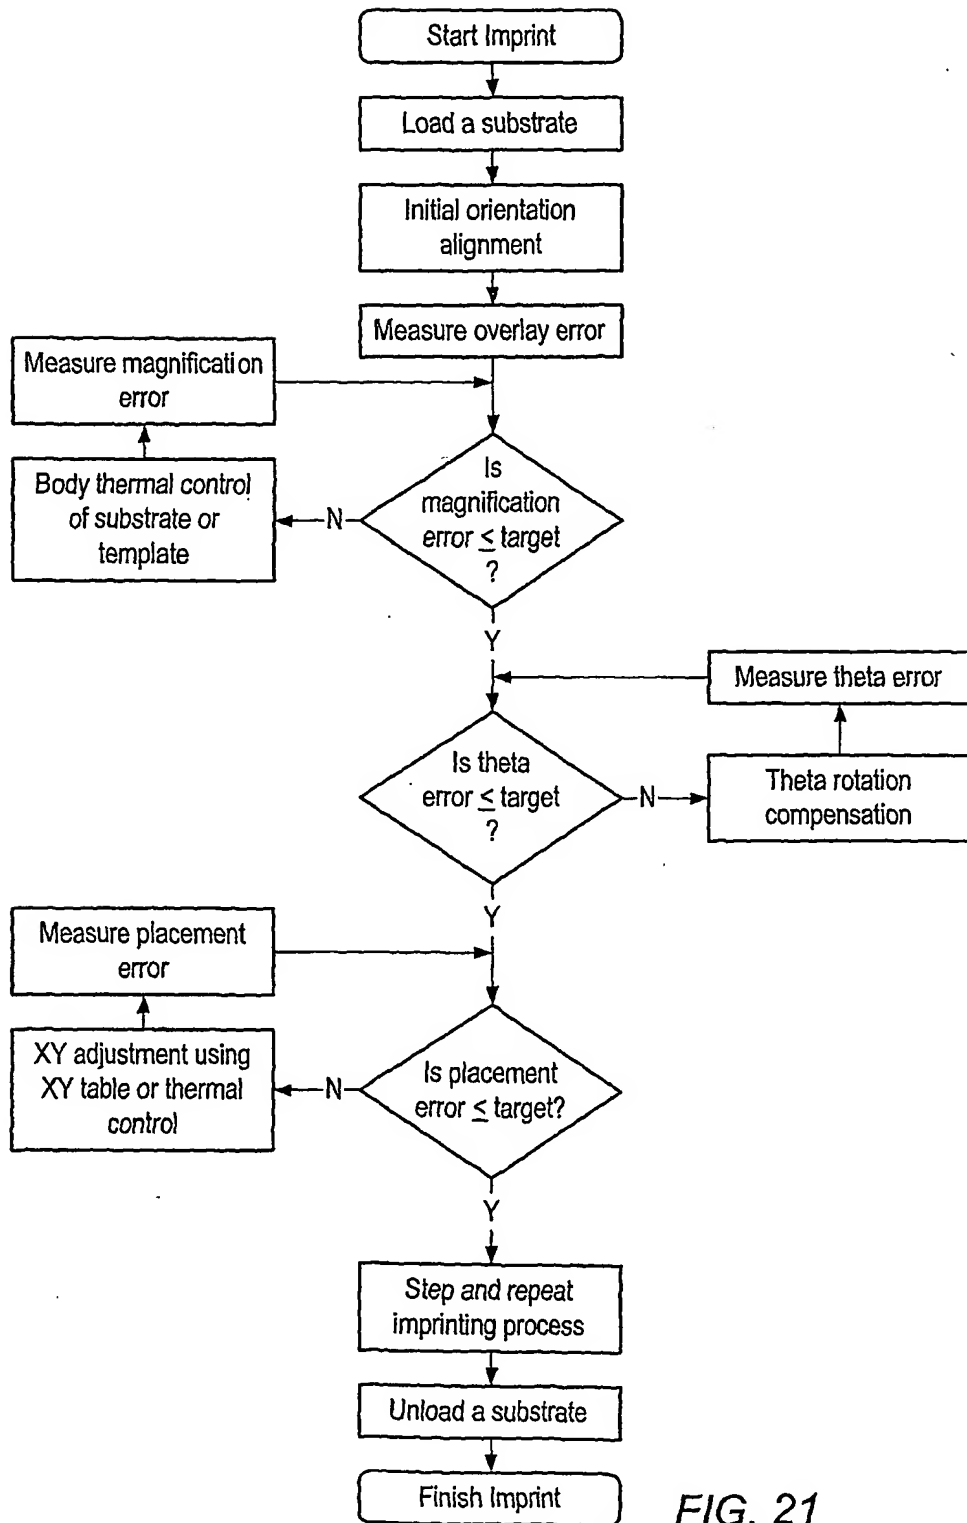 Start Imprint
Load a substrate
Initial orientation
alignment
Measure overlay error
Measure magnification
error
Body thermal control
of substrate or
template
N
Is
magnification
error ≤ target
?
Y
Measure theta error
Is theta
error ≤ target
?
N
Theta rotation
compensation
Y
Measure placement
error
XY adjustment using
XY table or thermal
control
N
Is placement
error ≤ target?
Y
Step and repeat
imprinting process
Unload a substrate
Finish Imprint
FIG. 21